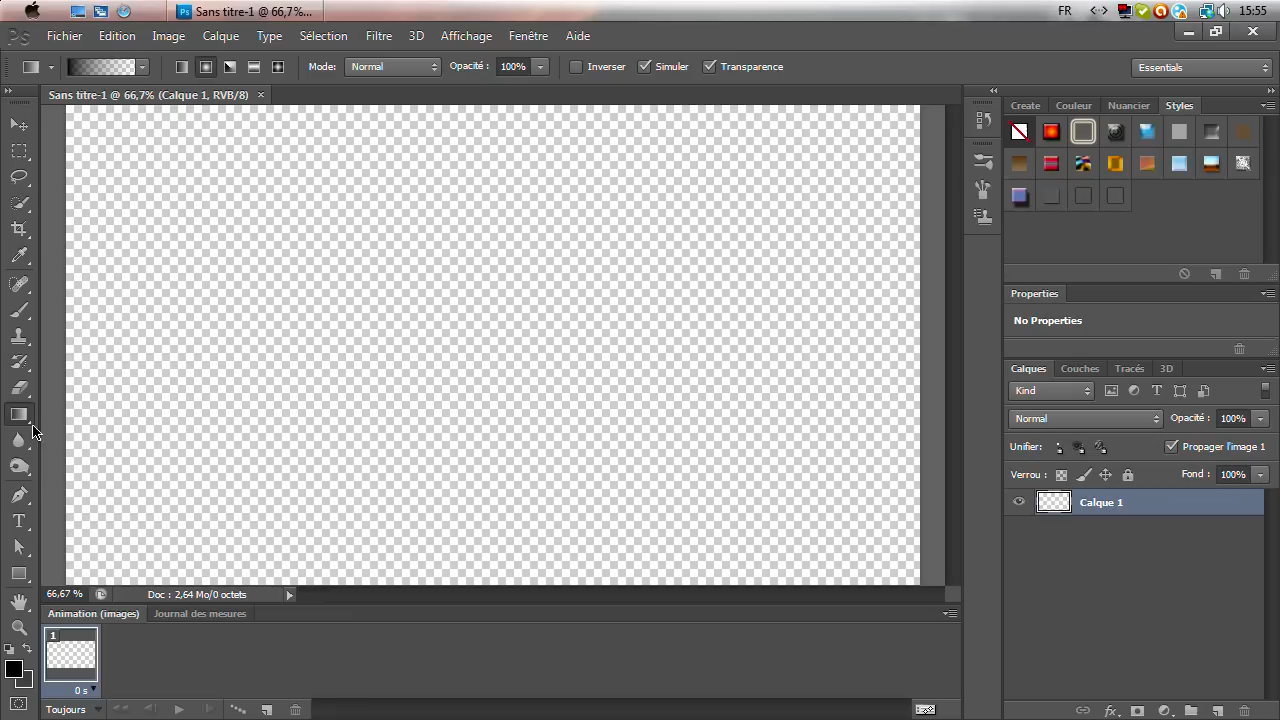 Sans titre-1 @ 66,7%...
FR
15:55
Ps
Fichier Edition Image Calque Type Sélection Filtre 3D Affichage Fenêtre Aide
Mode: Normal Opacité : 100% Inverser Simuler Transparence Essentials
Sans titre-1 @ 66,7% (Calque 1, RVB/8) ×
Create Couleur Nuancier Styles
Properties
No Properties
Calques Couches Tracés 3D
Kind
Normal Opacité : 100%
Unifier: Propager l'image 1
Verrou : Fond : 100%
Calque 1
66,67 % Doc : 2,64 Mo/0 octets
Animation (images) Journal des mesures
1
0 s
Toujours
fx